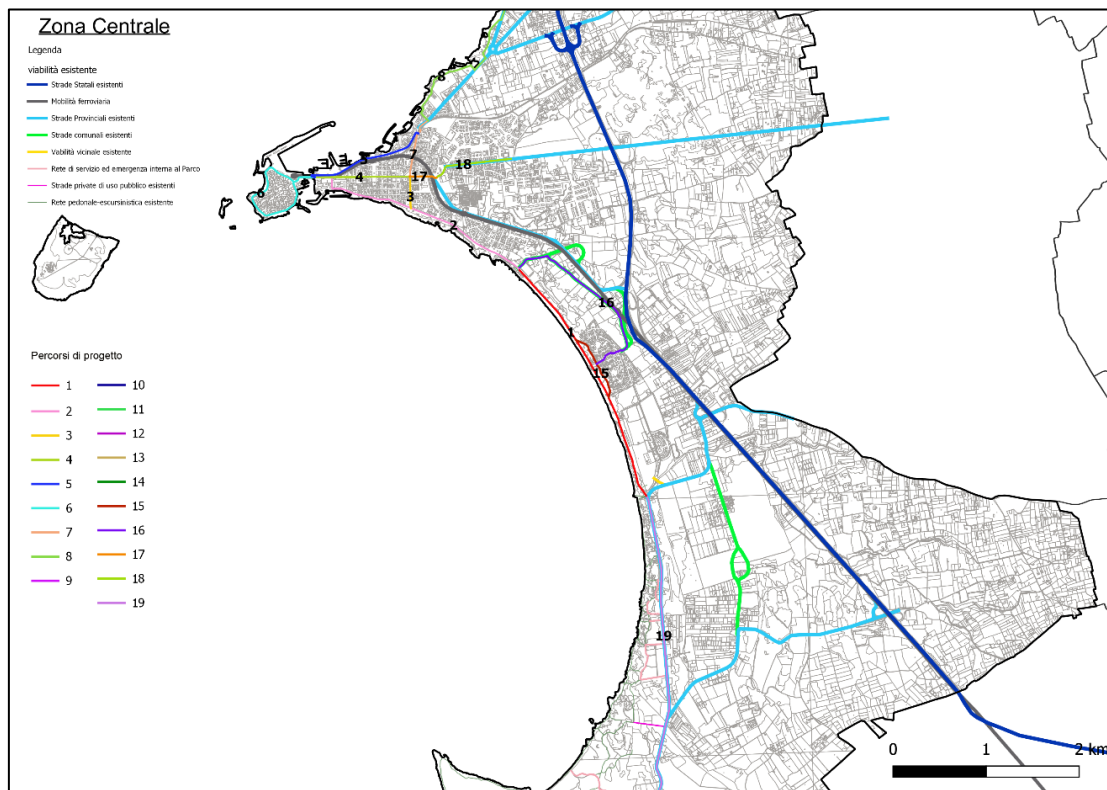 Zona Centrale
Legenda
viabilità esistente
Strade Statali esistenti
Mobilità ferroviaria
Strade Provinciali esistenti
Strade comunali esistenti
Viabilità vicinale esistente
Rete di servizio ed emergenza interna al Parco
Strade private di uso pubblico esistenti
Rete pedonale-escursinistica esistente
8
7
18
5
4
17
6
3
2
16
1
15
19
Percorsi di progetto
1
2
3
4
5
6
7
8
9
10
11
12
13
14
15
16
17
18
19
0 1 2 km